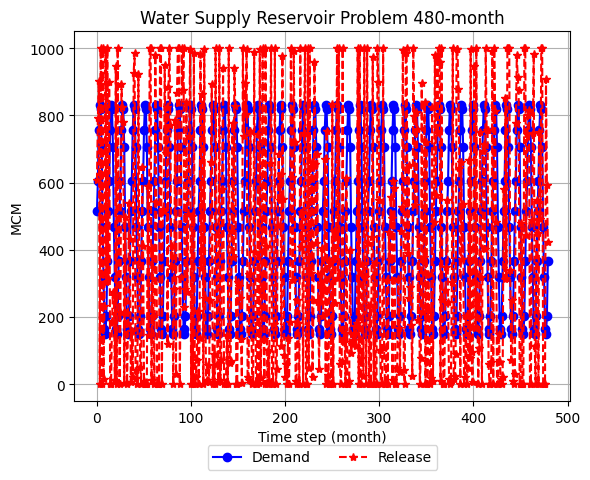 Water Supply Reservoir Problem 480-month
1000
800
600
400
200
0
MCM
0 100 200 300 400 500
Time step (month)
Demand Release